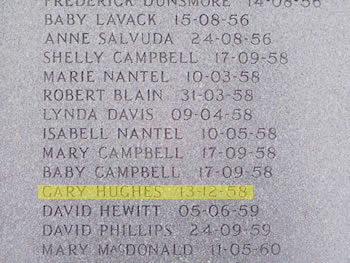 FREDERICK DUNSMORE 14-08-56
BABY LAVACK 15-08-56
ANNE SALVUDA 24-08-56
SHELLY CAMPBELL 17-09-58
MARIE NANTEL 10-03-58
ROBERT BLAIN 31-03-58
LYNDA DAVIS 09-04-58
ISABELL NANTEL 10-05-58
MARY CAMPBELL 17-09-58
BABY CAMPBELL 17-09-58
GARY HUGHES 13-12-58
DAVID HEWITT 05-06-59
DAVID PHILLIPS 24-09-59
MARY MACDONALD 11-05-60